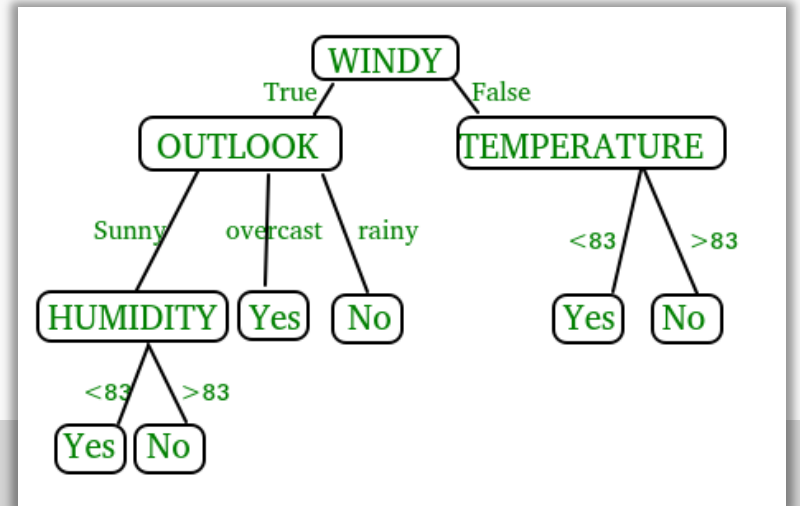 WINDY
True False
OUTLOOK TEMPERATURE
Sunny overcast rainy <83 >83
HUMIDITY Yes No Yes No
<83 >83
Yes No